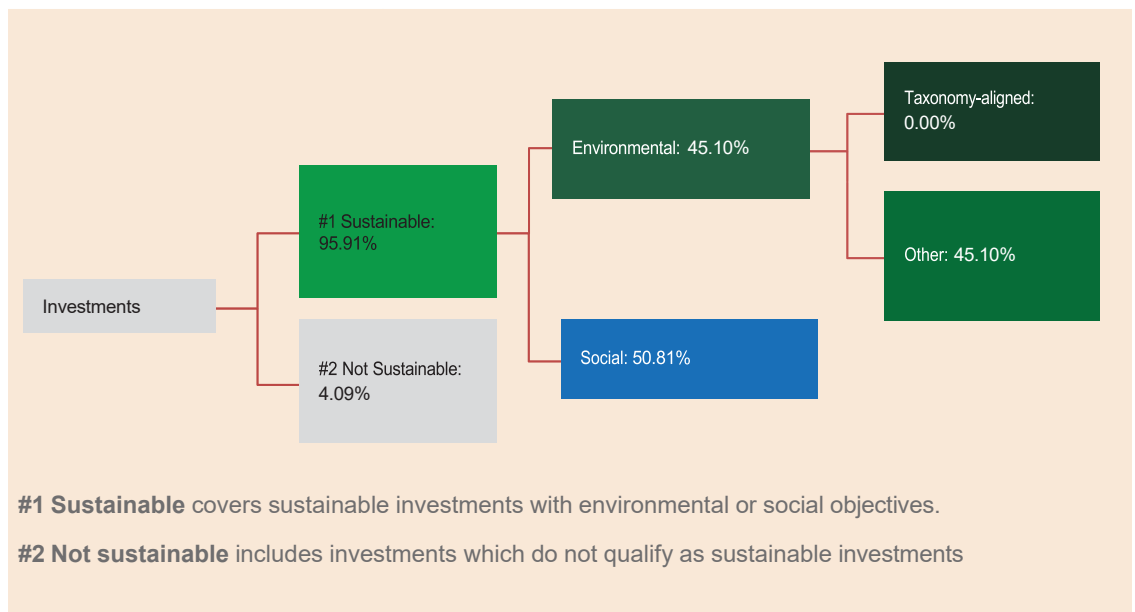 Investments
#1 Sustainable:
95.91%
#2 Not Sustainable:
4.09%
Environmental: 45.10%
Social: 50.81%
Taxonomy-aligned:
0.00%
Other: 45.10%
#1 Sustainable covers sustainable investments with environmental or social objectives.
#2 Not sustainable includes investments which do not qualify as sustainable investments